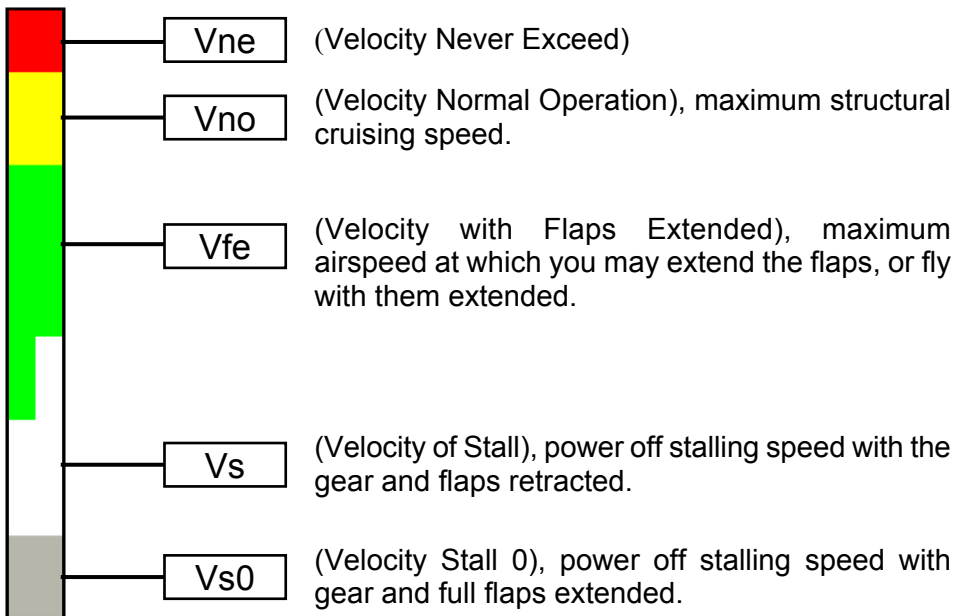 Vne (Velocity Never Exceed)
Vno (Velocity Normal Operation), maximum structural
cruising speed.
Vfe (Velocity with Flaps Extended), maximum
airspeed at which you may extend the flaps, or fly
with them extended.
Vs (Velocity of Stall), power off stalling speed with the
gear and flaps retracted.
Vs0 (Velocity Stall 0), power off stalling speed with
gear and full flaps extended.